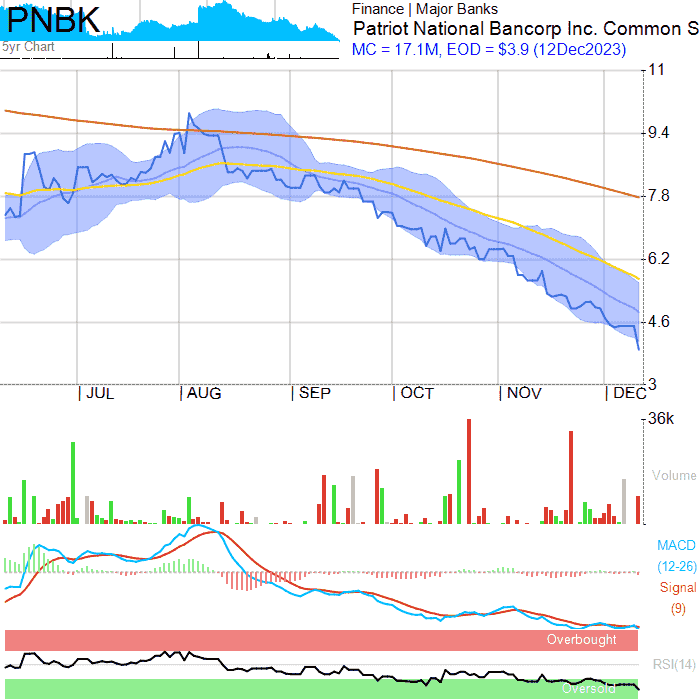 PNBK
5yr Chart
Finance | Major Banks
Patriot National Bancorp Inc. Common S
MC = 17.1M, EOD = $3.9 (12Dec2023)
11
9.4
7.8
6.2
4.6
3
| JUL | AUG | SEP | OCT | NOV | DEC
36k
Volume
MACD
(12-26)
Signal
(9)
Overbought
RSI(14)
Oversold